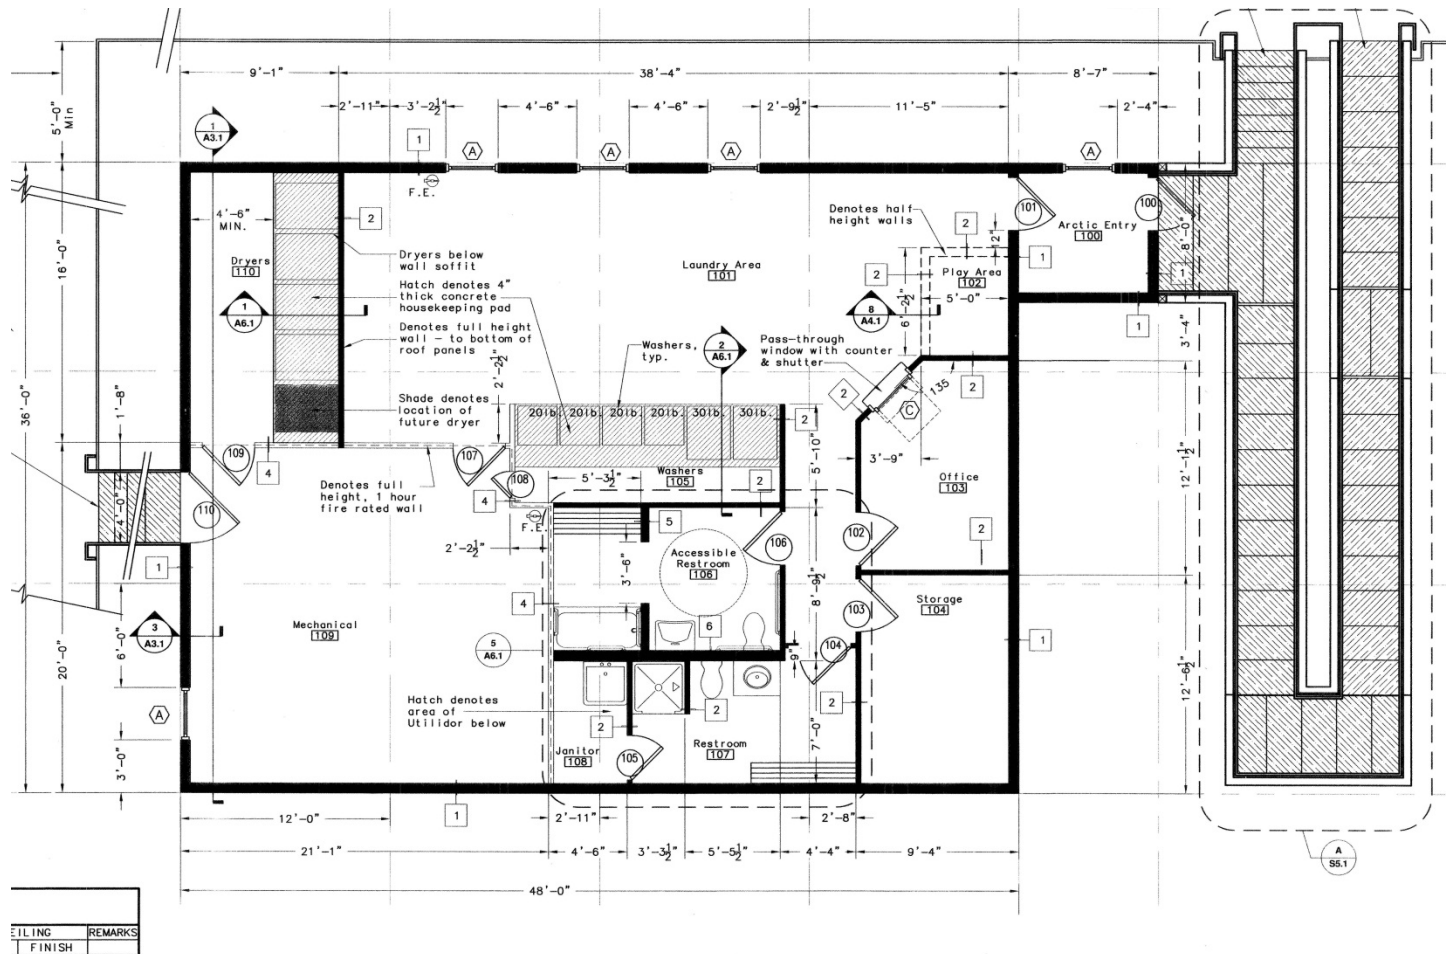 9'-1"
38'-4"
8'-7"
2'-11"
3'-2½"
4'-6"
4'-6"
2'-9½"
11'-5"
2'-4"
5'-0"
Min
1
A3.1
1
A
A
A
A
F.E.
36'-0"
16'-0"
4'-6"
MIN.
2
Dryers
110
Dryers below
wall soffit
Hatch denotes 4"
thick concrete
housekeeping pad
Denotes full height
wall – to bottom of
roof panels
1
A6.1
Shade denotes
location of
future dryer
Laundry Area
101
Denotes half
height walls
2
12"
101
100
Arctic Entry
100
8'-0"
1
1
1
2
Play Area
102
5'-0"
6'-2½"
8
A4.1
3'-4"
Washers,
typ.
2
A6.1
Pass-through
window with counter
& shutter
2'-2½"
2
135
2
C
20lb.
20lb.
20lb.
20lb.
30lb.
30lb.
2
5'-10"
3'-9"
1'-8"
109
4
107
108
Denotes full
height, 1 hour
fire rated wall
5'-3½"
Washers
105
2
4
Office
103
12'-1½"
4'-0"
110
F.E.
5
2'-2½"
3'-6"
Accessible
Restroom
106
106
102
2
1
8'-9½"
4
103
Storage
104
20'-0"
6'-0"
3
A3.1
Mechanical
109
5
A6.1
6
9"
104
1
12'-6½"
A
Hatch denotes
area of
Utilidor below
2
2
2
3'-0"
Janitor
108
105
Restroom
107
7'-0"
12'-0"
1
2'-11"
2'-8"
21'-1"
4'-6"
3'-3½"
5'-5½"
4'-4"
9'-4"
48'-0"
A
S5.1
EILING
REMARKS
FINISH